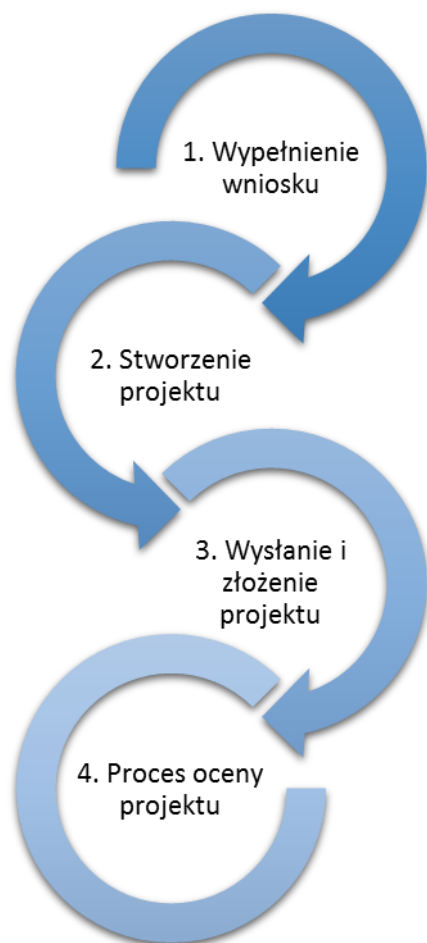 1. Wypełnienie
wniosku
2. Stworzenie
projektu
3. Wysłanie i
złożenie
projektu
4. Proces oceny
projektu